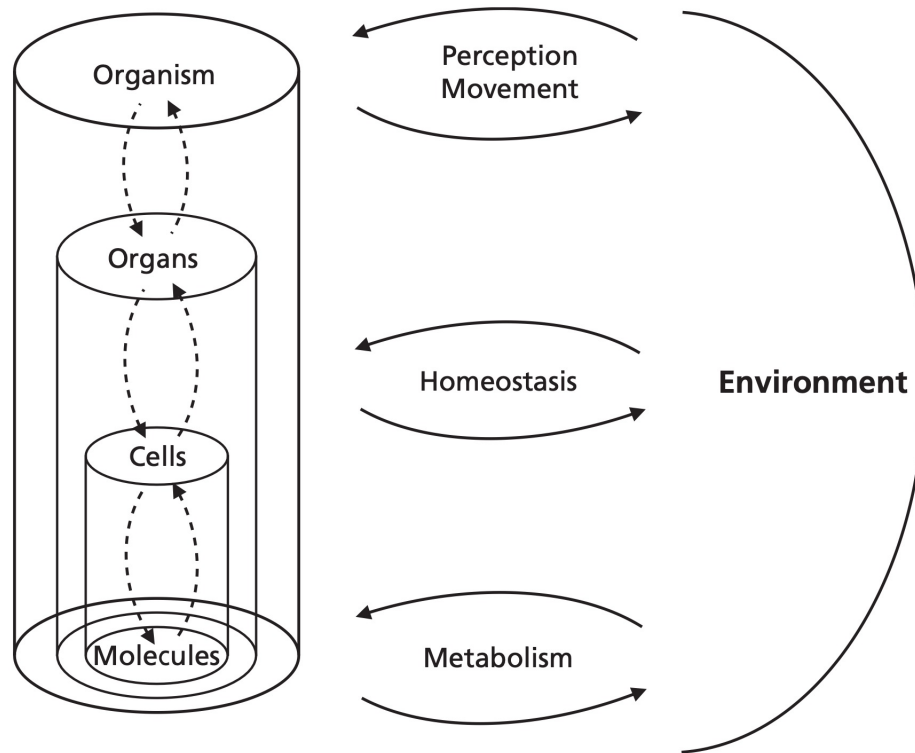 Organism
Perception
Movement
Organs
Homeostasis
Environment
Cells
Molecules
Metabolism